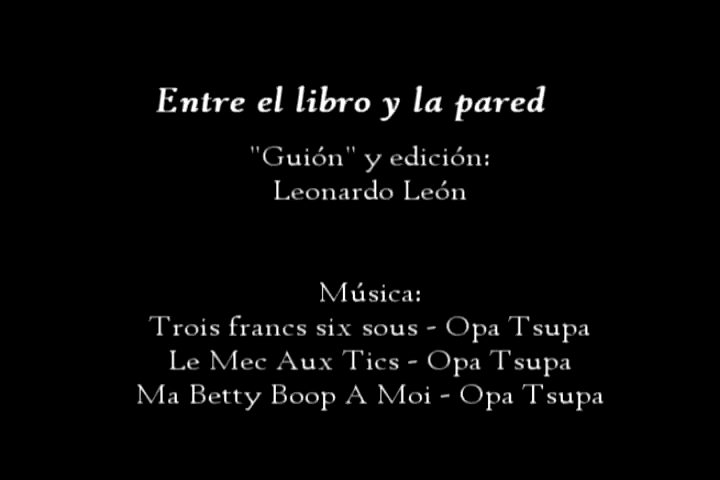 Entre el libro y la pared
"Guión" y edición:
Leonardo León
Música:
Trois francs six sous - Opa Tsupa
Le Mec Aux Tics - Opa Tsupa
Ma Betty Boop A Moi - Opa Tsupa